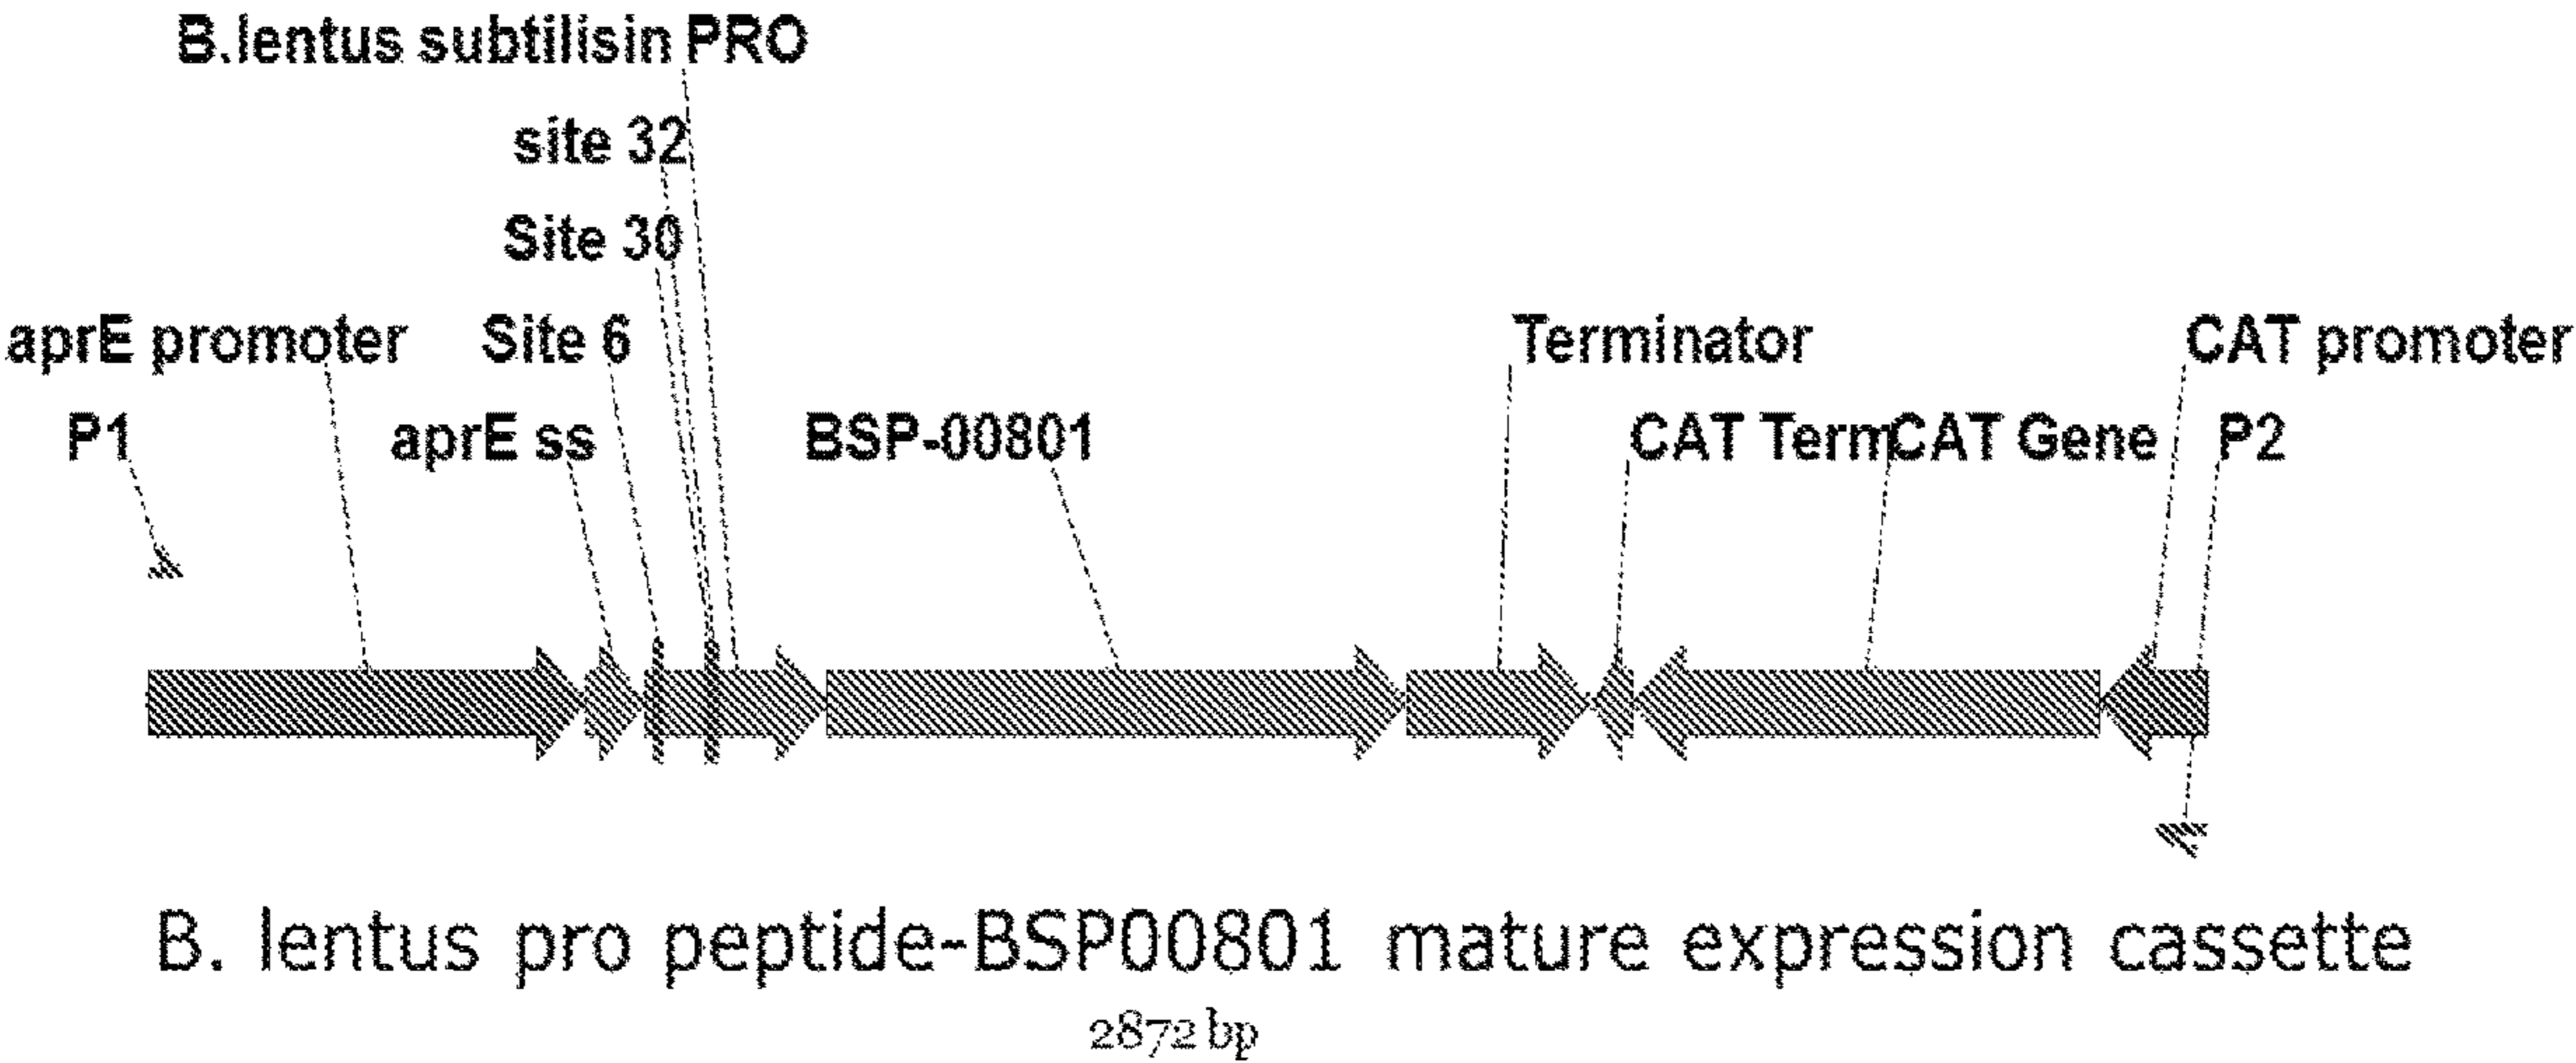 B.lentus subtilisin PRO
site 32
Site 30
aprE promoter
Site 6
Terminator
CAT promoter
P1
aprE ss
BSP-00801
CAT Term
CAT Gene
P2
B. lentus pro peptide-BSP00801 mature expression cassette
2872 bp